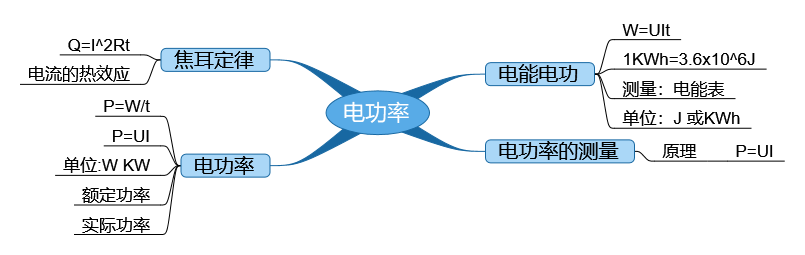 电功率
焦耳定律
Q=I^2Rt
电流的热效应
电功率
P=W/t
P=UI
单位:W KW
额定功率
实际功率
电能电功
W=UIt
1KWh=3.6x10^6J
测量：电能表
单位：J 或KWh
电功率的测量
原理
P=UI